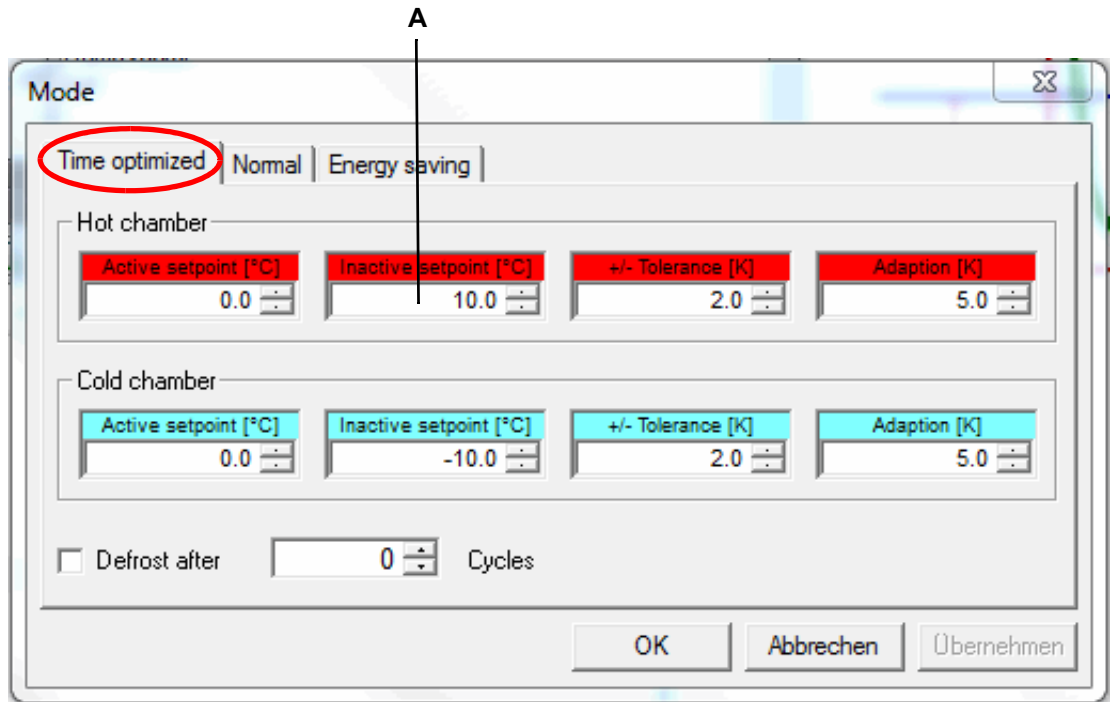 A
Mode
Time optimized Normal Energy saving
Hot chamber
Active setpoint [°C] Inactive setpoint [°C] +/- Tolerance [K] Adaption [K]
0.0 10.0 2.0 5.0
Cold chamber
Active setpoint [°C] Inactive setpoint [°C] +/- Tolerance [K] Adaption [K]
0.0 -10.0 2.0 5.0
Defrost after 0 Cycles
OK Abbrechen Übernehmen